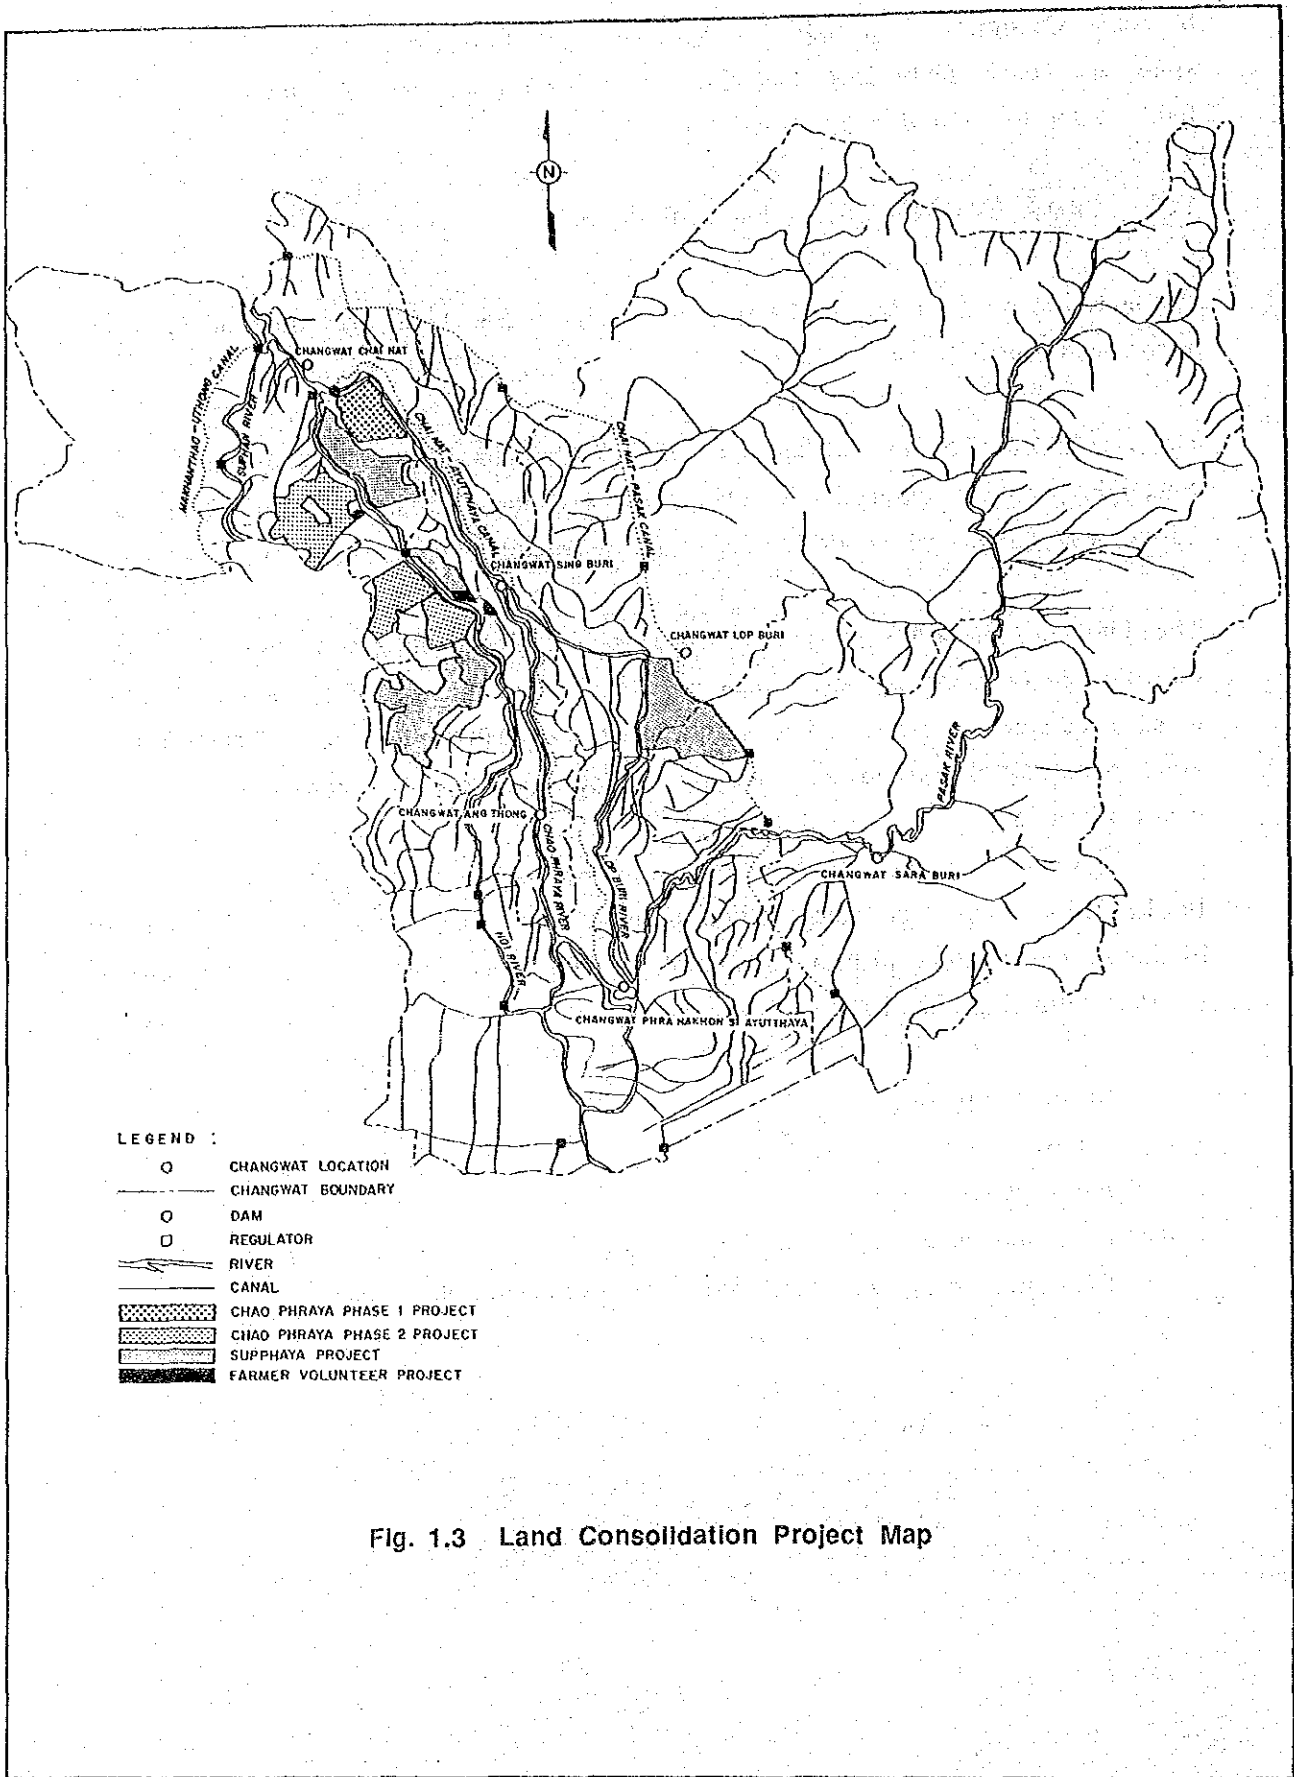 N
CHANGWAT CHAI NAT
MAKHAMTHAO - UTHONG CANAL
SUPHAN RIVER
CHAI NAT - AYUTTHAYA CANAL
CHAI NAT - PASAK CANAL
CHANGWAT SING BURI
CHANGWAT LOP BURI
PASAK RIVER
CHANGWAT ANG THONG
CHAO PHRAYA RIVER
LOP BURI RIVER
CHANGWAT SARA BURI
NOI RIVER
CHANGWAT PHRA NAKHON SI AYUTTHAYA
LEGEND :
CHANGWAT LOCATION
CHANGWAT BOUNDARY
DAM
REGULATOR
RIVER
CANAL
CHAO PHRAYA PHASE 1 PROJECT
CHAO PHRAYA PHASE 2 PROJECT
SUPPHAYA PROJECT
FARMER VOLUNTEER PROJECT
Fig. 1.3 Land Consolidation Project Map